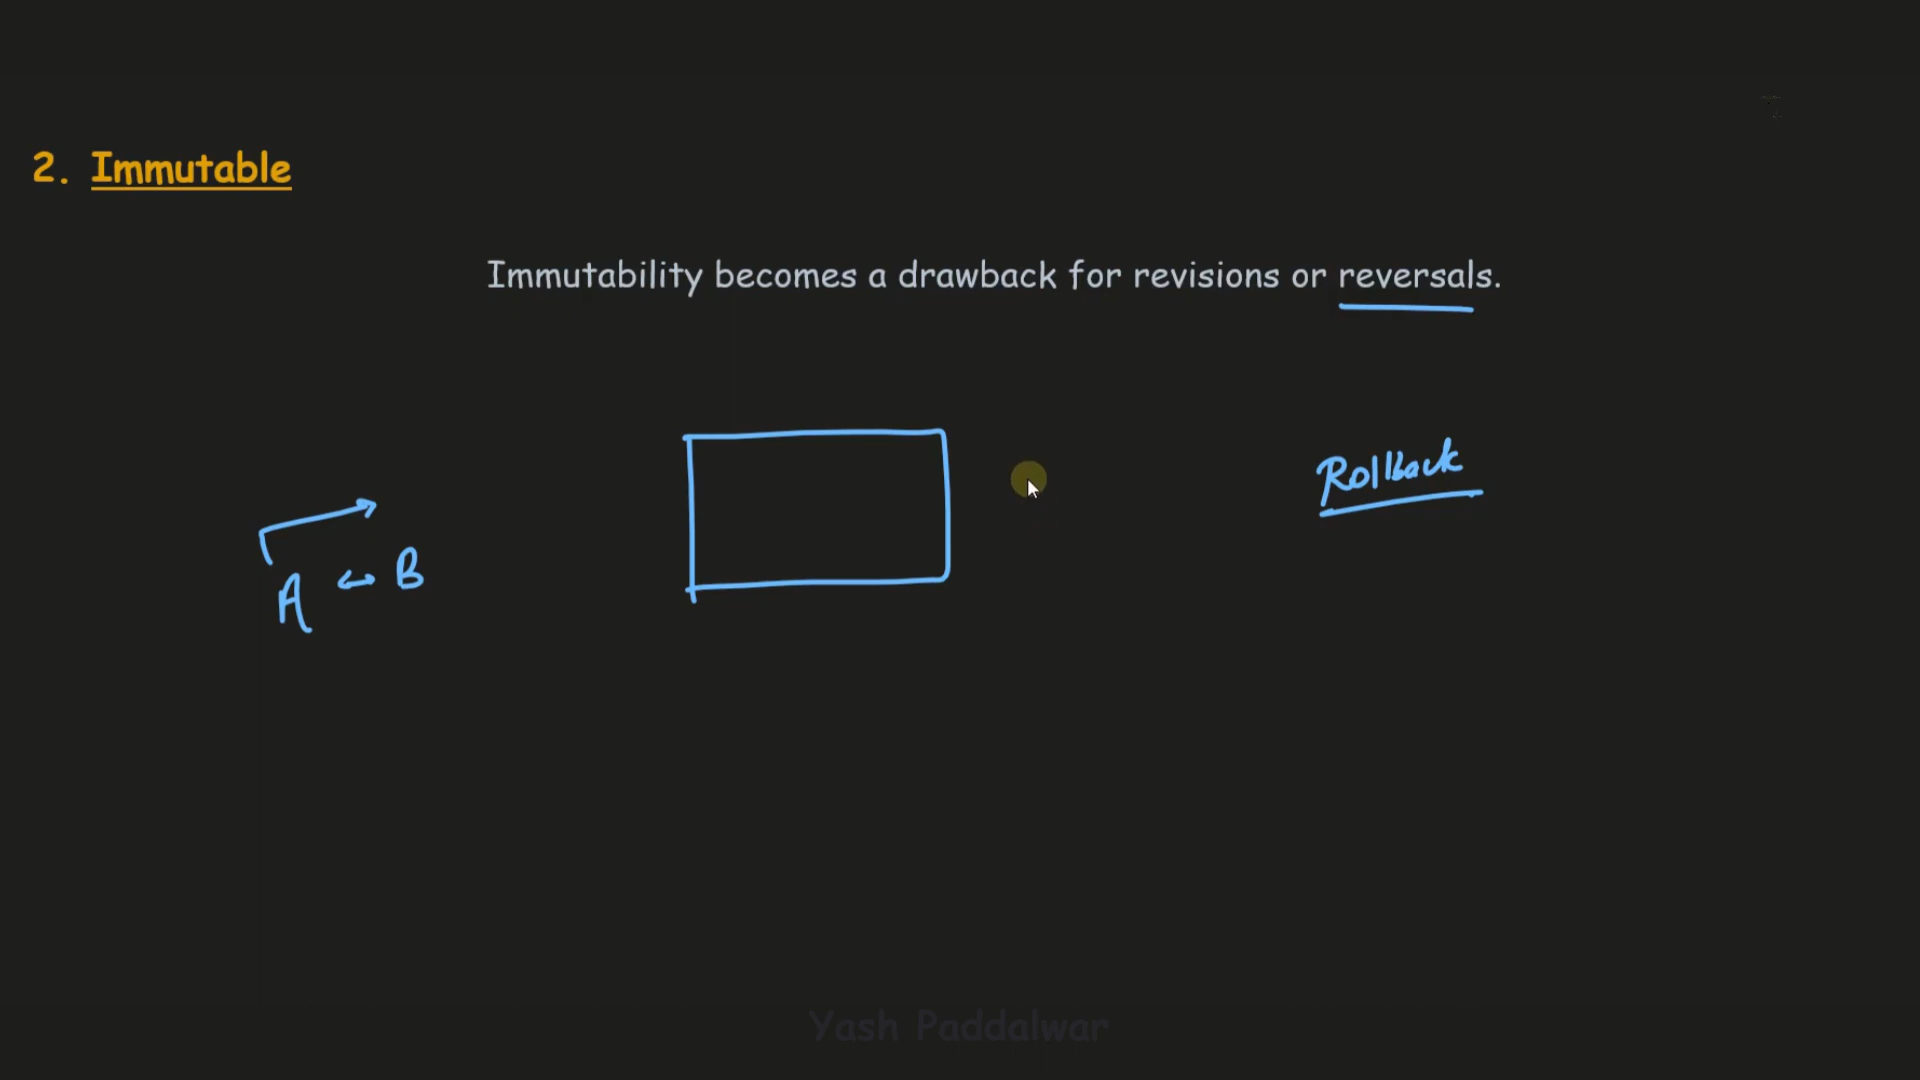 2. Immutable
Immutability becomes a drawback for revisions or reversals.
Rollback
A ↔ B
Yash Paddalwar